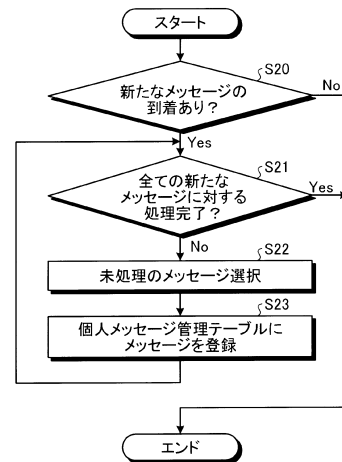 スタート
S20
新たなメッセージの
到着あり？
No
Yes
S21
全ての新たな
メッセージに対する
処理完了？
Yes
No
S22
未処理のメッセージ選択
S23
個人メッセージ管理テーブルに
メッセージを登録
エンド